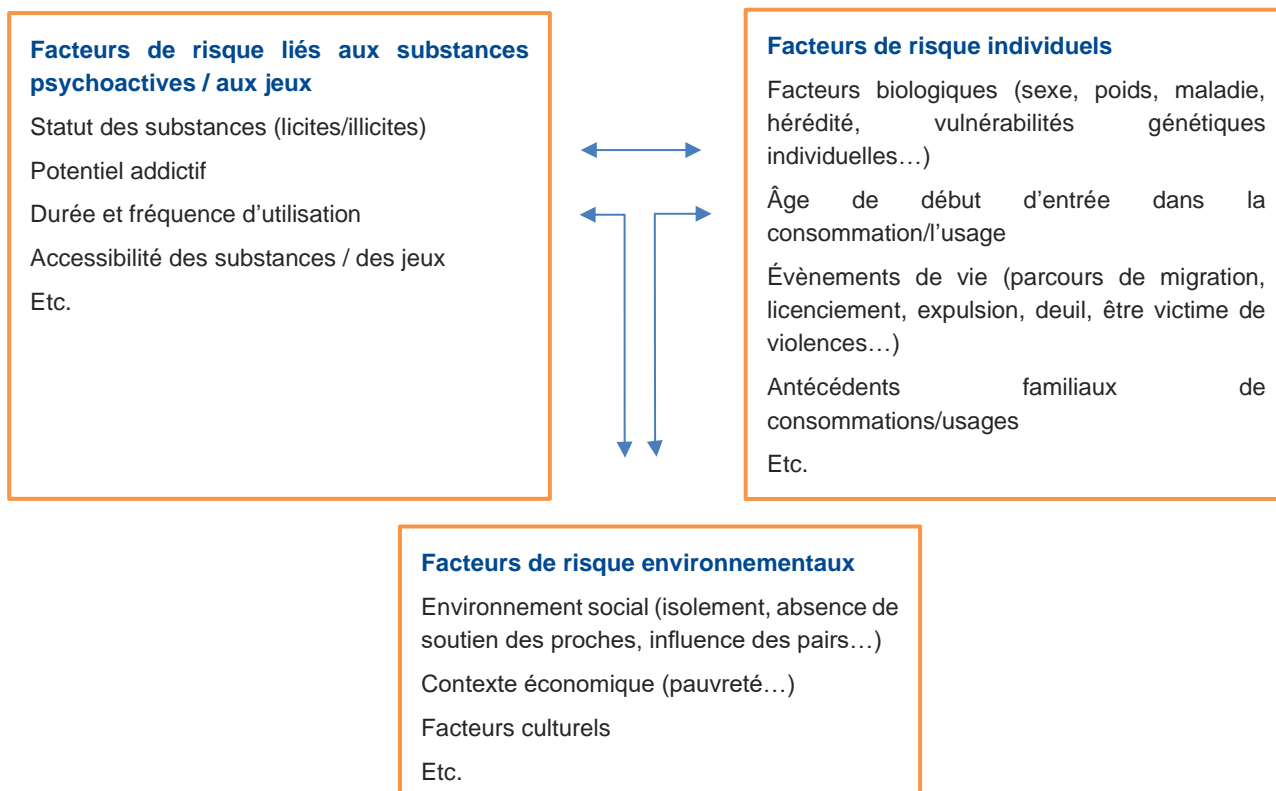 Facteurs de risque liés aux substances
psychoactives / aux jeux
Statut des substances (licites/illicites)
Potentiel addictif
Durée et fréquence d’utilisation
Accessibilité des substances / des jeux
Etc.
Facteurs de risque individuels
Facteurs biologiques (sexe, poids, maladie,
hérédité, vulnérabilités génétiques
individuelles…)
Âge de début d’entrée dans la
consommation/l’usage
Évènements de vie (parcours de migration,
licenciement, expulsion, deuil, être victime de
violences…)
Antécédents familiaux de
consommations/usages
Etc.
Facteurs de risque environnementaux
Environnement social (isolement, absence de
soutien des proches, influence des pairs…)
Contexte économique (pauvreté…)
Facteurs culturels
Etc.